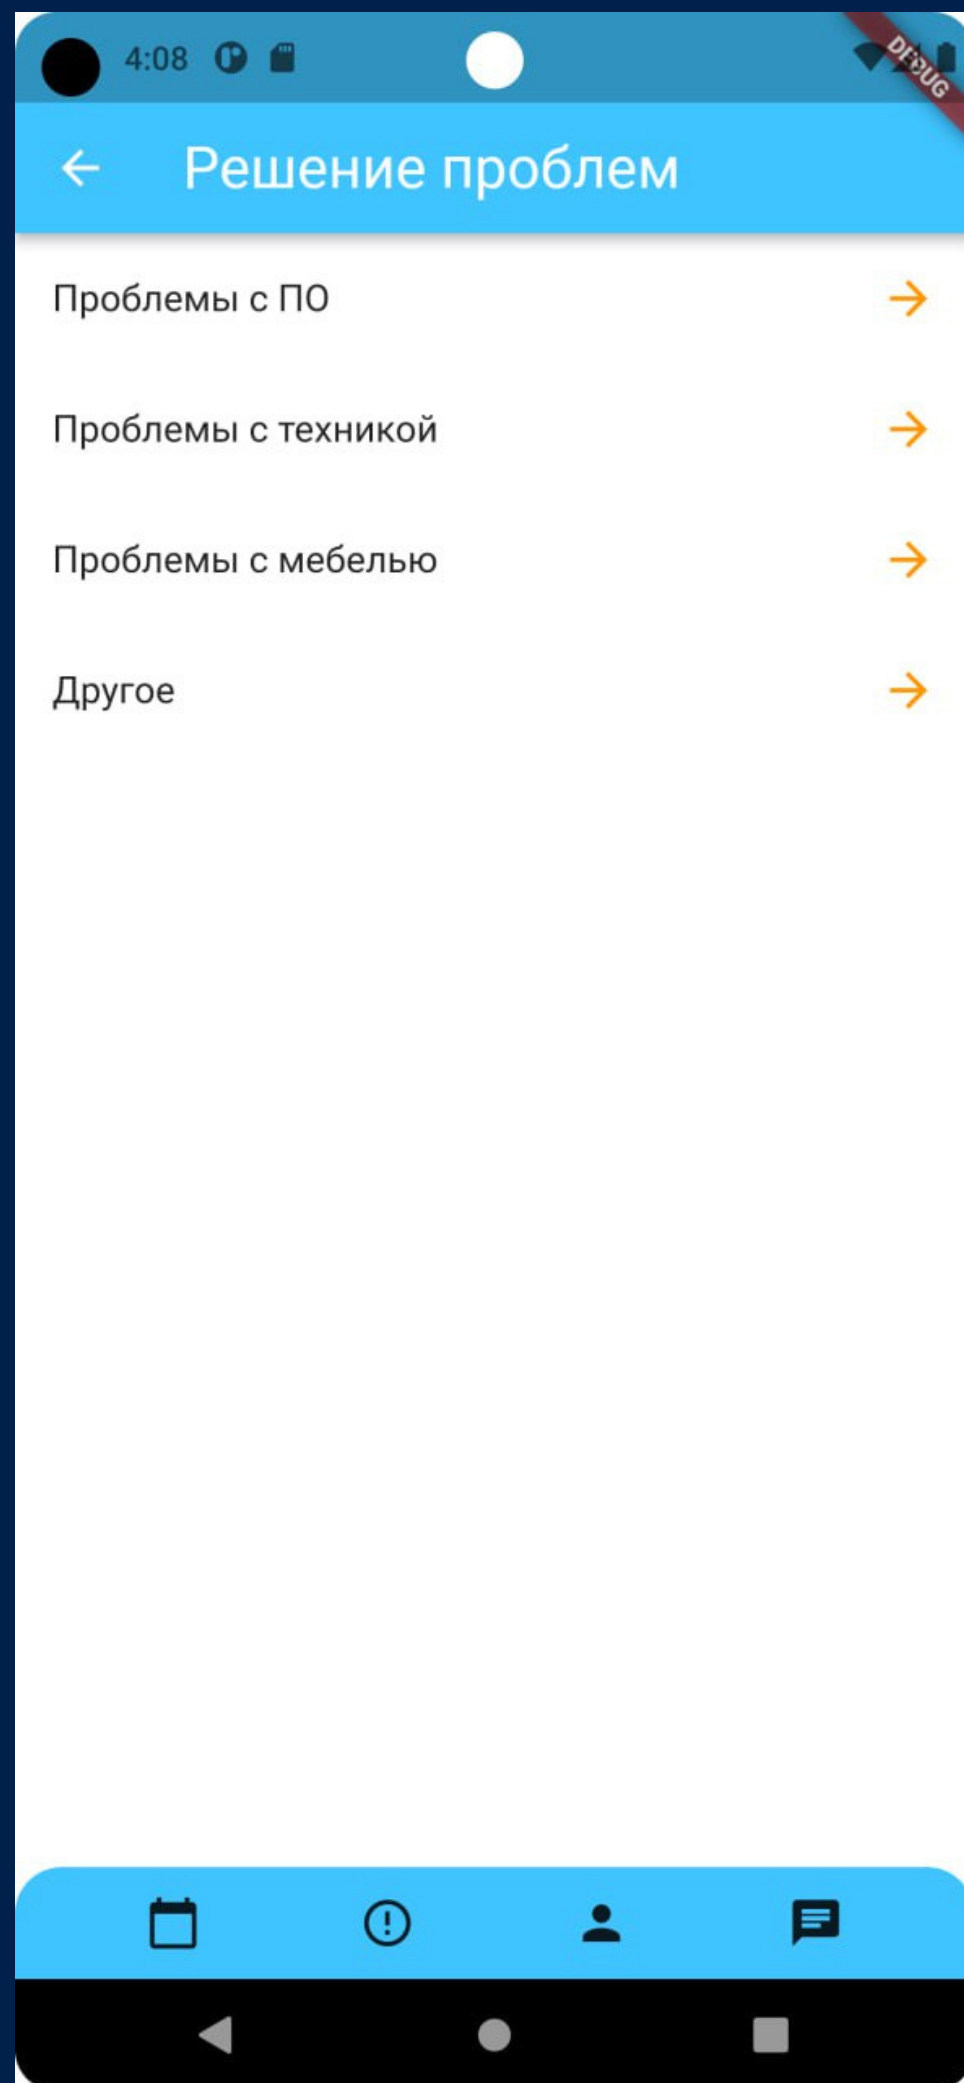 4:08
DEBUG
Решение проблем
Проблемы с ПО
Проблемы с техникой
Проблемы с мебелью
Другое